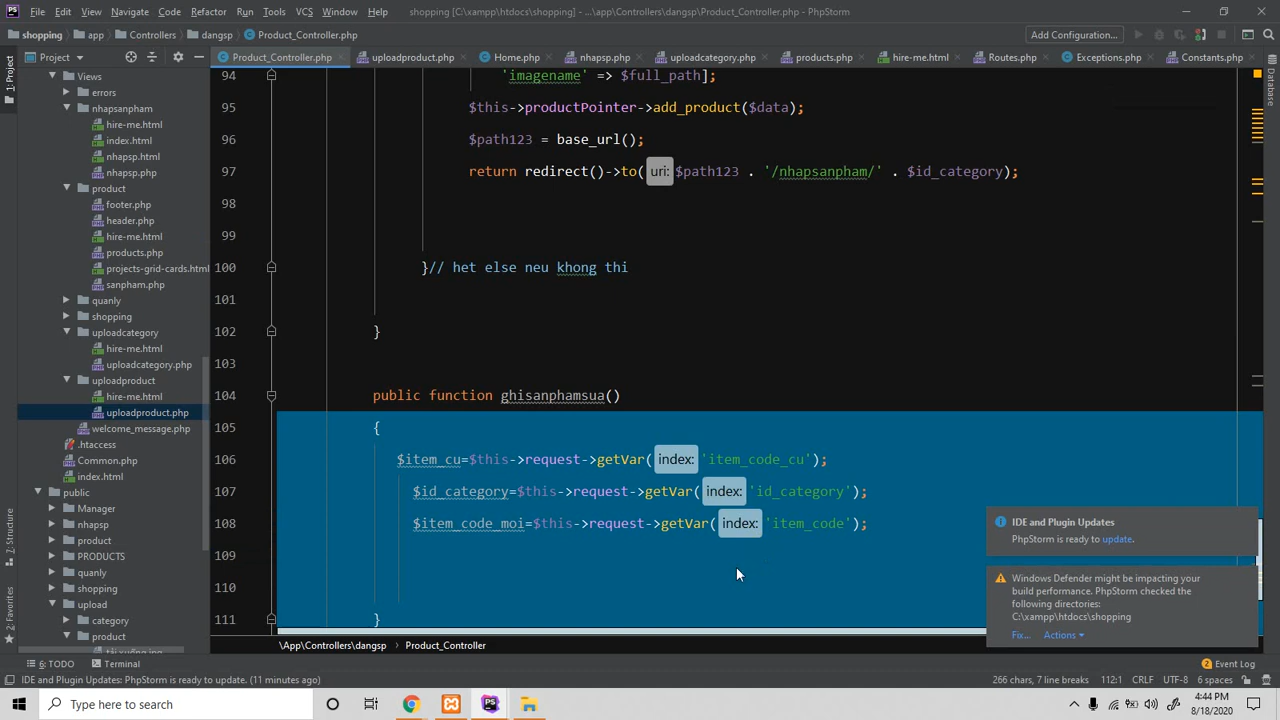 File Edit View Navigate Code Refactor Run Tools VCS Window Help shopping [C:\xampp\htdocs\shopping] - ...\app\Controllers\dangsp\Product_Controller.php - PhpStorm
shopping app Controllers dangsp Product_Controller.php Add Configuration...
Project Product_Controller.php uploadproduct.php Home.php nhapsp.php uploadcategory.php products.php hire-me.html Routes.php Exceptions.php Constants.php
1: Project
7: Structure
2: Favorites
Database
Views
errors
nhapsanpham
hire-me.html
index.html
nhapsp.html
nhapsp.php
product
footer.php
header.php
hire-me.html
products.php
projects-grid-cards.html
sanpham.php
quanly
shopping
uploadcategory
hire-me.html
uploadcategory.php
uploadproduct
hire-me.html
uploadproduct.php
welcome_message.php
.htaccess
Common.php
index.html
public
Manager
nhapsp
product
PRODUCTS
quanly
shopping
upload
category
product
94 'imagename' => $full_path];
95 $this->productPointer->add_product($data);
96 $path123 = base_url();
97 return redirect()->to( uri: $path123 . '/nhapsanpham/' . $id_category);
98
99
100 }// het else neu khong thi
101
102 }
103
104 public function ghisanphamsua()
105 {
106 $item_cu=$this->request->getVar( index: 'item_code_cu');
107 $id_category=$this->request->getVar( index: 'id_category');
108 $item_code_moi=$this->request->getVar( index: 'item_code');
109
110
111 }
IDE and Plugin Updates
PhpStorm is ready to update.
Windows Defender might be impacting your
build performance. PhpStorm checked the
following directories:
C:\xampp\htdocs\shopping
Fix... Actions
\App\Controllers\dangsp Product_Controller
6: TODO Terminal 2 Event Log
IDE and Plugin Updates: PhpStorm is ready to update. (11 minutes ago) 266 chars, 7 line breaks 112:1 CRLF UTF-8 6 spaces
Type here to search
4:44 PM
8/18/2020